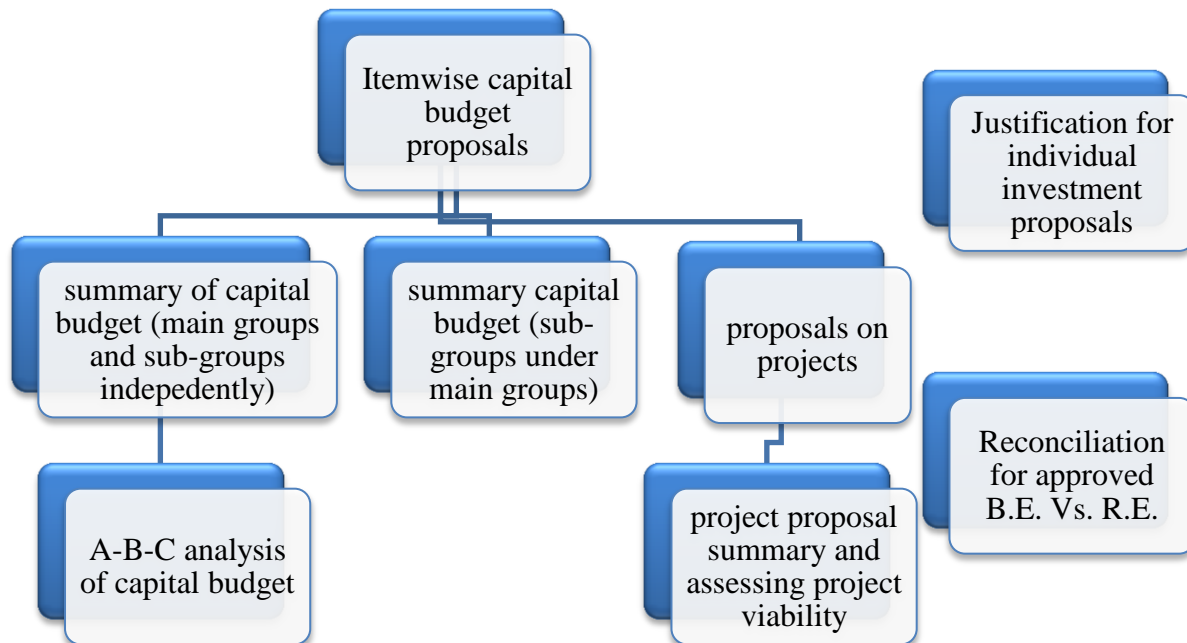 Itemwise capital
budget
proposals
Justification for
individual
investment
proposals
summary of capital
budget (main groups
and sub-groups
indepedently)
summary capital
budget (sub-
groups under
main groups)
proposals on
projects
Reconciliation
for approved
B.E. Vs. R.E.
A-B-C analysis
of capital budget
project proposal
summary and
assessing project
viability